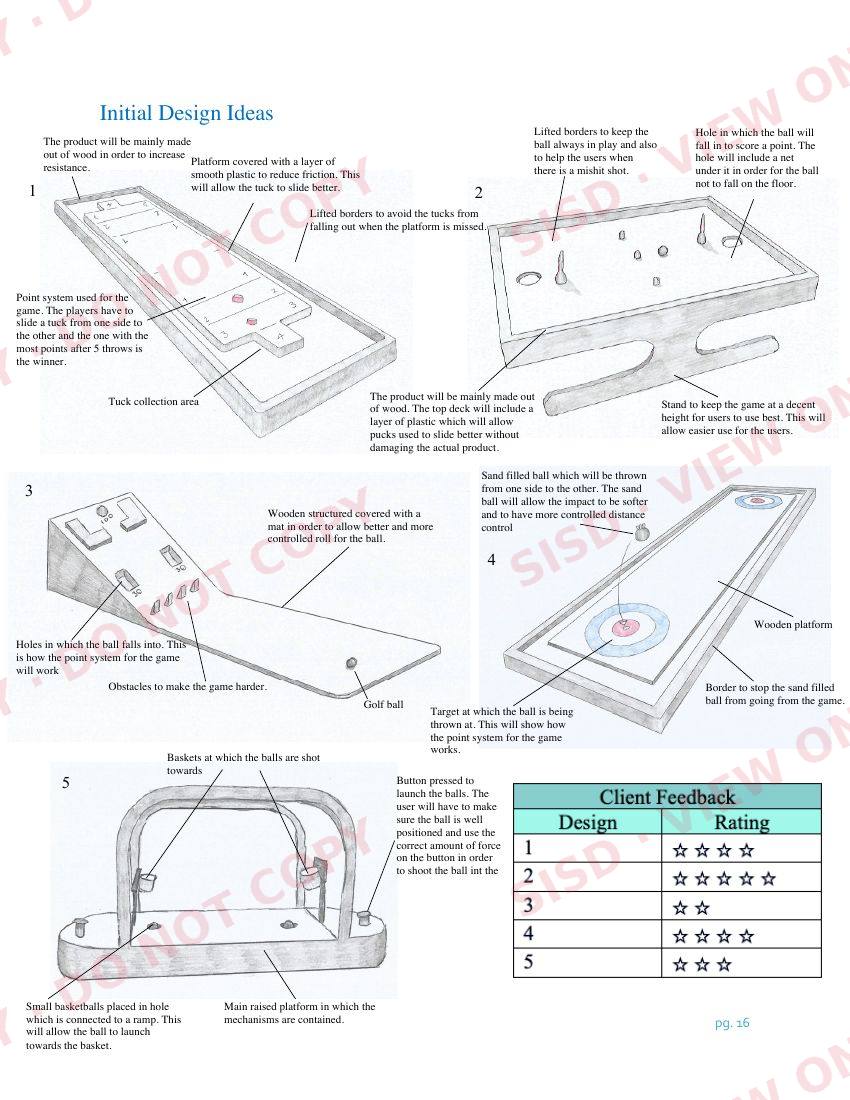 Initial Design Ideas
The product will be mainly made
out of wood in order to increase
resistance.
Platform covered with a layer of
smooth plastic to reduce friction. This
will allow the tuck to slide better.
Lifted borders to avoid the tucks from
falling out when the platform is missed.
1
Point system used for the
game. The players have to
slide a tuck from one side to
the other and the one with the
most points after 5 throws is
the winner.
Tuck collection area
Lifted borders to keep the
ball always in play and also
to help the users when
there is a mishit shot.
Hole in which the ball will
fall in to score a point. The
hole will include a net
under it in order for the ball
not to fall on the floor.
2
The product will be mainly made out
of wood. The top deck will include a
layer of plastic which will allow
pucks used to slide better without
damaging the actual product.
Stand to keep the game at a decent
height for users to use best. This will
allow easier use for the users.
3
Wooden structured covered with a
mat in order to allow better and more
controlled roll for the ball.
Holes in which the ball falls into. This
is how the point system for the game
will work
Obstacles to make the game harder.
Golf ball
Sand filled ball which will be thrown
from one side to the other. The sand
ball will allow the impact to be softer
and to have more controlled distance
control
4
Wooden platform
Border to stop the sand filled
ball from going from the game.
Target at which the ball is being
thrown at. This will show how
the point system for the game
works.
5
Baskets at which the balls are shot
towards
Button pressed to
launch the balls. The
user will have to make
sure the ball is well
positioned and use the
correct amount of force
on the button in order
to shoot the ball int the
Small basketballs placed in hole
which is connected to a ramp. This
will allow the ball to launch
towards the basket.
Main raised platform in which the
mechanisms are contained.
Client Feedback
Design Rating
1 ☆ ☆ ☆ ☆
2 ☆ ☆ ☆ ☆ ☆
3 ☆ ☆
4 ☆ ☆ ☆ ☆
5 ☆ ☆ ☆
pg. 16
SISD · VIEW ON
DO NOT COPY
SISD · VIEW ON
DO NOT COPY
SISD · VIEW ON
DO NOT COPY